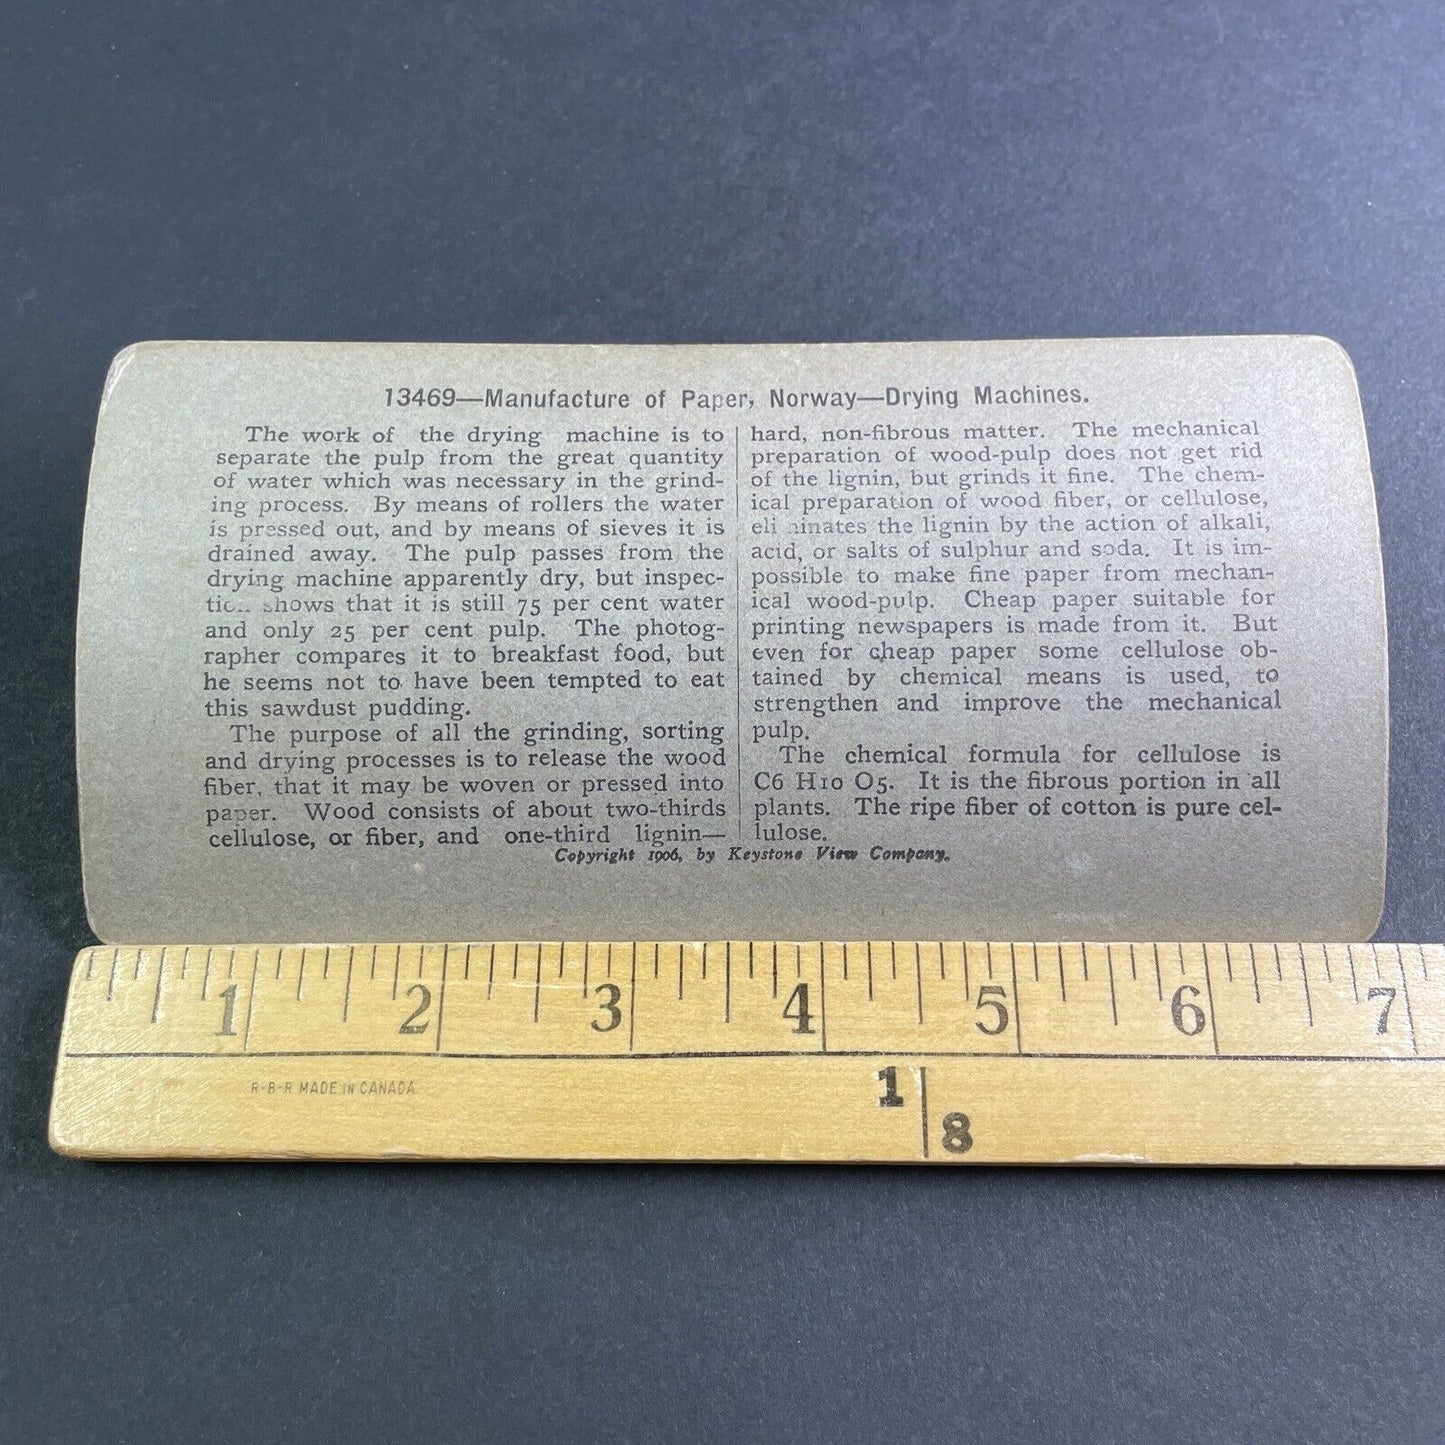 13469—Manufacture of Paper, Norway—Drying Machines.
The work of the drying machine is to
separate the pulp from the great quantity
of water which was necessary in the grind-
ing process. By means of rollers the water
is pressed out, and by means of sieves it is
drained away. The pulp passes from the
drying machine apparently dry, but inspec-
tion shows that it is still 75 per cent water
and only 25 per cent pulp. The photog-
rapher compares it to breakfast food, but
he seems not to have been tempted to eat
this sawdust pudding.
The purpose of all the grinding, sorting
and drying processes is to release the wood
fiber, that it may be woven or pressed into
paper. Wood consists of about two-thirds
cellulose, or fiber, and one-third lignin—
hard, non-fibrous matter. The mechanical
preparation of wood-pulp does not get rid
of the lignin, but grinds it fine. The chem-
ical preparation of wood fiber, or cellulose,
eliminates the lignin by the action of alkali,
acid, or salts of sulphur and soda. It is im-
possible to make fine paper from mechan-
ical wood-pulp. Cheap paper suitable for
printing newspapers is made from it. But
even for cheap paper some cellulose ob-
tained by chemical means is used, to
strengthen and improve the mechanical
pulp.
The chemical formula for cellulose is
C6 H10 O5. It is the fibrous portion in all
plants. The ripe fiber of cotton is pure cel-
lulose.
Copyright 1906, by Keystone View Company.
1 2 3 4 5 6 7
R-B-R MADE IN CANADA
1 8